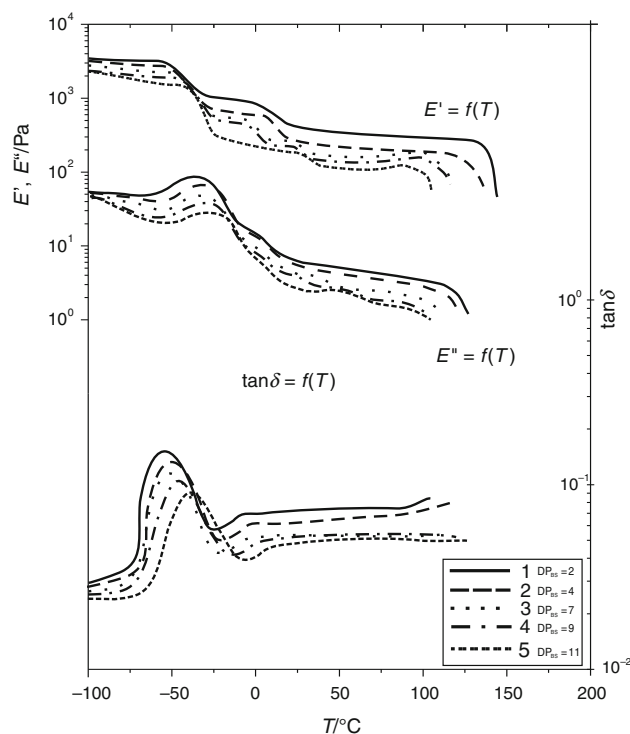 10⁴
10³
10², 
10¹
10⁰
E', E"/Pa
E' = f(T)
E" = f(T)
tanδ = f(T)
10⁰
10⁻¹
10⁻²
tanδ
1 DP_BS = 2
2 DP_BS = 4
3 DP_BS = 7
4 DP_BS = 9
5 DP_BS = 11
−100 −50 0 50 100 150 200
T/°C